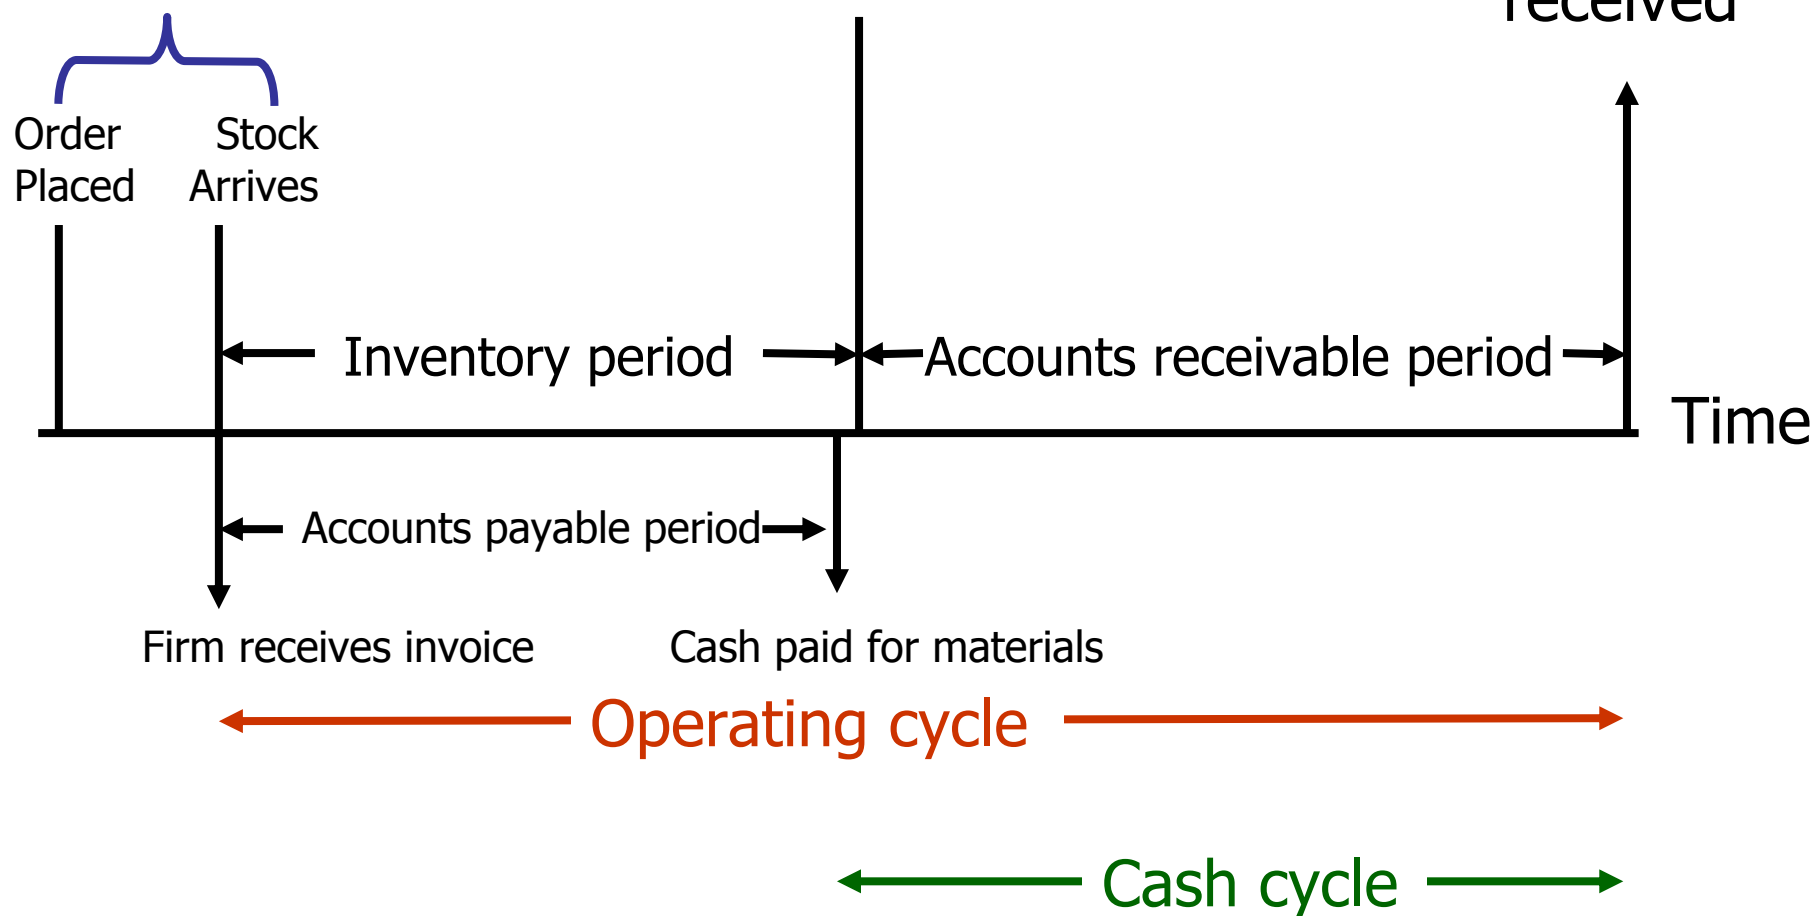 received
Order
Placed
Stock
Arrives
Inventory period
Accounts receivable period
Time
Accounts payable period
Firm receives invoice
Cash paid for materials
Operating cycle
Cash cycle